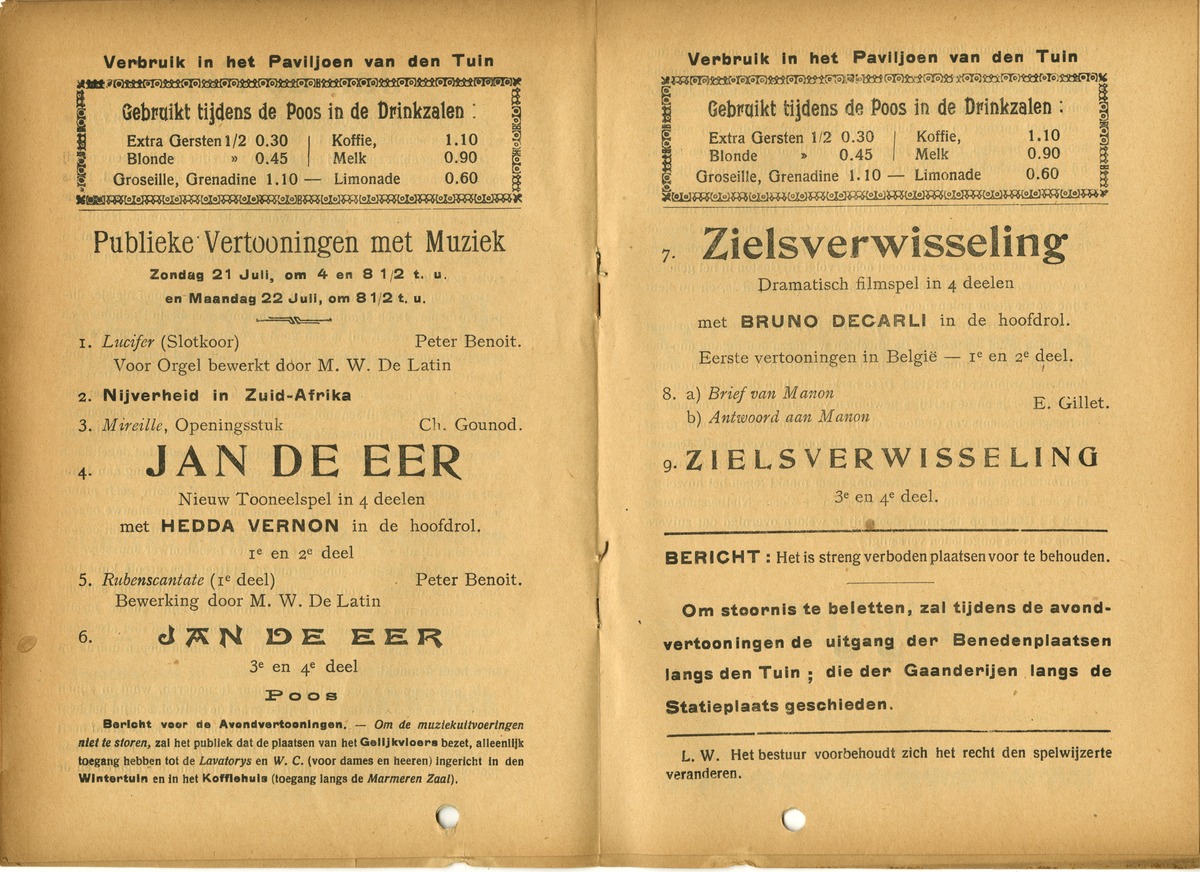 Verbruik in het Paviljoen van den Tuin
Gebruikt tijdens de Poos in de Drinkzalen :
Extra Gersten 1/2 0.30 | Koffie, 1.10
Blonde » 0.45 | Melk 0.90
Groseille, Grenadine 1.10 — Limonade 0.60
Publieke Vertooningen met Muziek
Zondag 21 Juli, om 4 en 8 1/2 t. u.
en Maandag 22 Juli, om 8 1/2 t. u.
1. Lucifer (Slotkoor) Peter Benoit.
Voor Orgel bewerkt door M. W. De Latin
2. Nijverheid in Zuid-Afrika
3. Mireille, Openingsstuk Ch. Gounod.
4. JAN DE EER
Nieuw Tooneelspel in 4 deelen
met HEDDA VERNON in de hoofdrol.
1e en 2e deel
5. Rubenscantate (1e deel) Peter Benoit.
Bewerking door M. W. De Latin
6. JAN DE EER
3e en 4e deel
Poos
Bericht voor de Avondvertooningen. — Om de muziekuitvoeringen
niet te storen, zal het publiek dat de plaatsen van het Gelijkvloers bezet, alleenlijk
toegang hebben tot de Lavatorys en W. C. (voor dames en heeren) ingericht in den
Wintertuin en in het Koffiehuis (toegang langs de Marmeren Zaal).
Verbruik in het Paviljoen van den Tuin
Gebruikt tijdens de Poos in de Drinkzalen :
Extra Gersten 1/2 0.30 | Koffie, 1.10
Blonde » 0.45 | Melk 0.90
Groseille, Grenadine 1.10 — Limonade 0.60
7. Zielsverwisseling
Dramatisch filmspel in 4 deelen
met BRUNO DECARLI in de hoofdrol.
Eerste vertooningen in België — 1e en 2e deel.
8. a) Brief van Manon
b) Antwoord aan Manon E. Gillet.
9. ZIELSVERWISSELING
3e en 4e deel.
BERICHT : Het is streng verboden plaatsen voor te behouden.
Om stoornis te beletten, zal tijdens de avond-
vertooningen de uitgang der Benedenplaatsen
langs den Tuin ; die der Gaanderijen langs de
Statieplaats geschieden.
L. W. Het bestuur voorbehoudt zich het recht den spelwijzerte
veranderen.